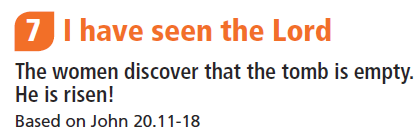 7 I have seen the Lord
The women discover that the tomb is empty.
He is risen!
Based on John 20.11-18